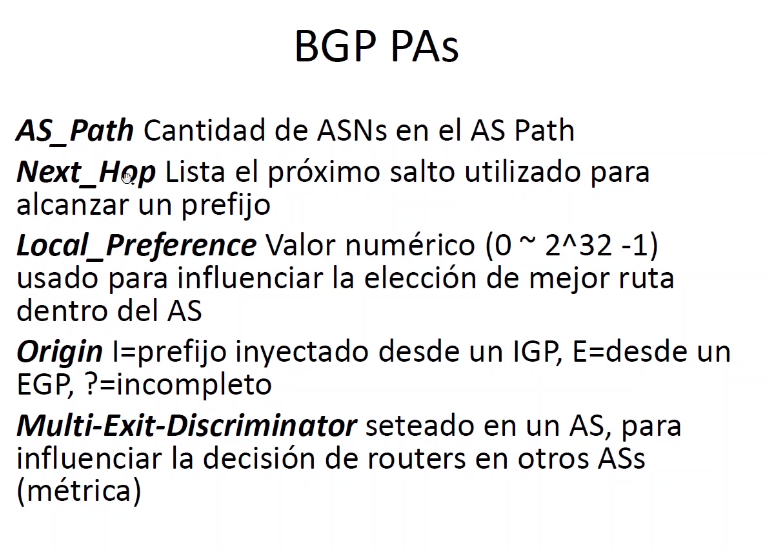 BGP PAs
AS_Path Cantidad de ASNs en el AS Path
Next_Hop Lista el próximo salto utilizado para
alcanzar un prefijo
Local_Preference Valor numérico (0 ~ 2^32 -1)
usado para influenciar la elección de mejor ruta
dentro del AS
Origin I=prefijo inyectado desde un IGP, E=desde un
EGP, ?=incompleto
Multi-Exit-Discriminator seteado en un AS, para
influenciar la decisión de routers en otros ASs
(métrica)